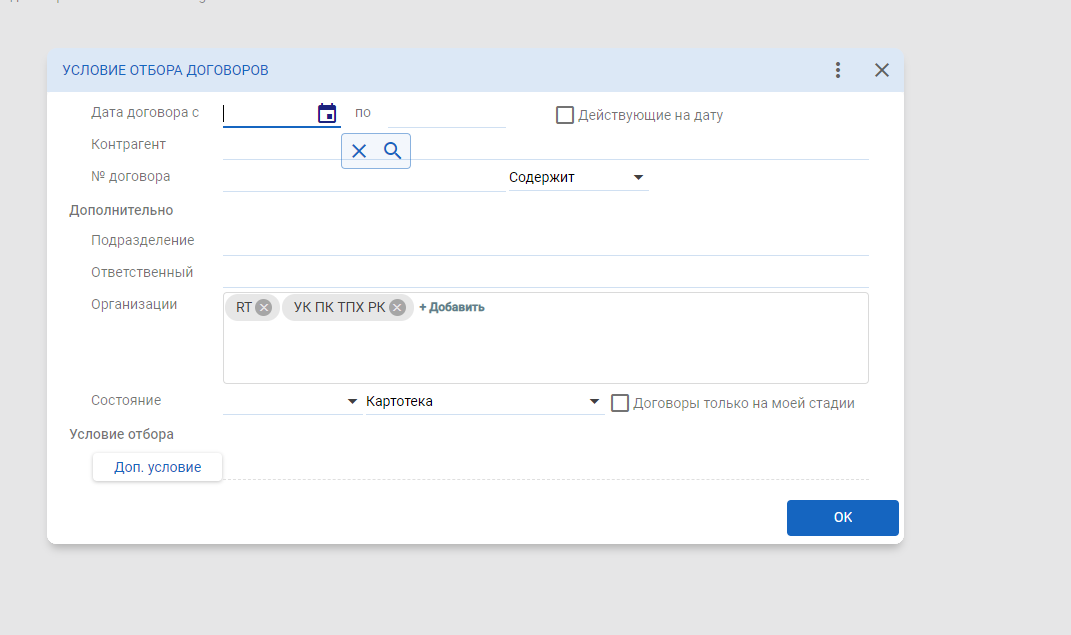 УСЛОВИЕ ОТБОРА ДОГОВОРОВ
Дата договора с по Действующие на дату
Контрагент
№ договора Содержит
Дополнительно
Подразделение
Ответственный
Организации RT УК ПК ТПХ РК + Добавить
Состояние Картотека Договоры только на моей стадии
Условие отбора
Доп. условие
OK